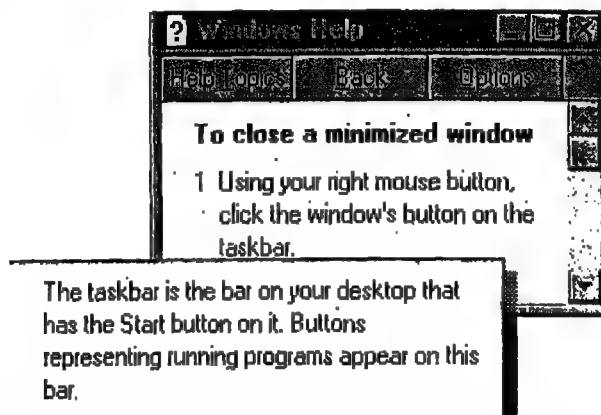 ? Windows Help
Help Topics Back Options
To close a minimized window
1 Using your right mouse button,
click the window's button on the
taskbar.
The taskbar is the bar on your desktop that
has the Start button on it. Buttons
representing running programs appear on this
bar.